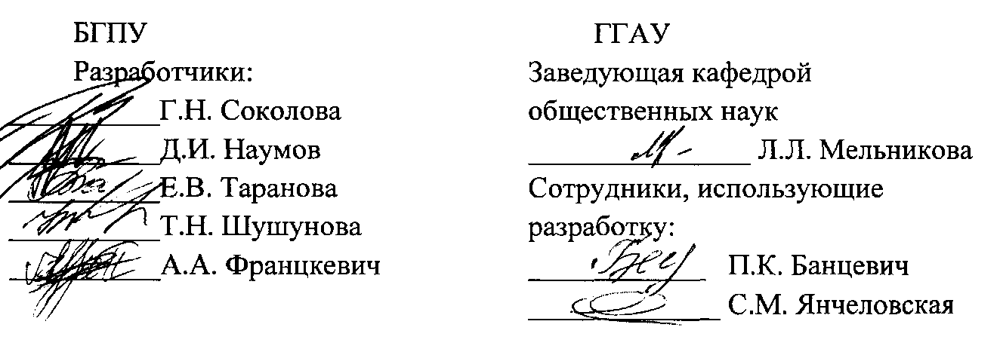 БГПУ
Разработчики:
Г.Н. Соколова
Д.И. Наумов
Е.В. Таранова
Т.Н. Шушунова
А.А. Францкевич
ГГАУ
Заведующая кафедрой
общественных наук
Л.Л. Мельникова
Сотрудники, использующие
разработку:
П.К. Банцевич
С.М. Янчеловская